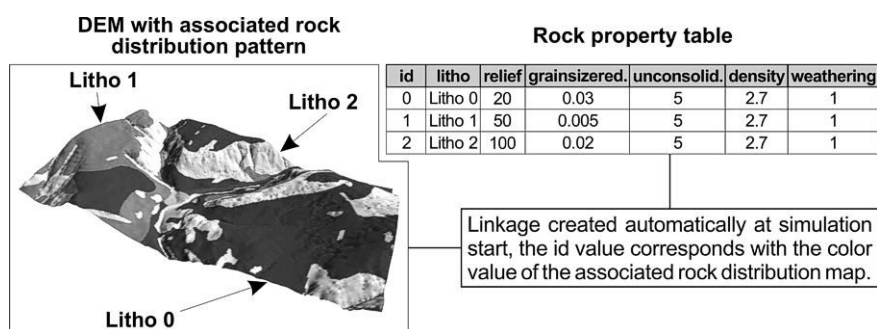 DEM with associated rock
distribution pattern
Litho 1
Litho 2
Litho 0
Rock property table
id litho relief grainsizered. unconsolid. density weathering
0 Litho 0 20 0.03 5 2.7 1
1 Litho 1 50 0.005 5 2.7 1
2 Litho 2 100 0.02 5 2.7 1
Linkage created automatically at simulation
start, the id value corresponds with the color
value of the associated rock distribution map.